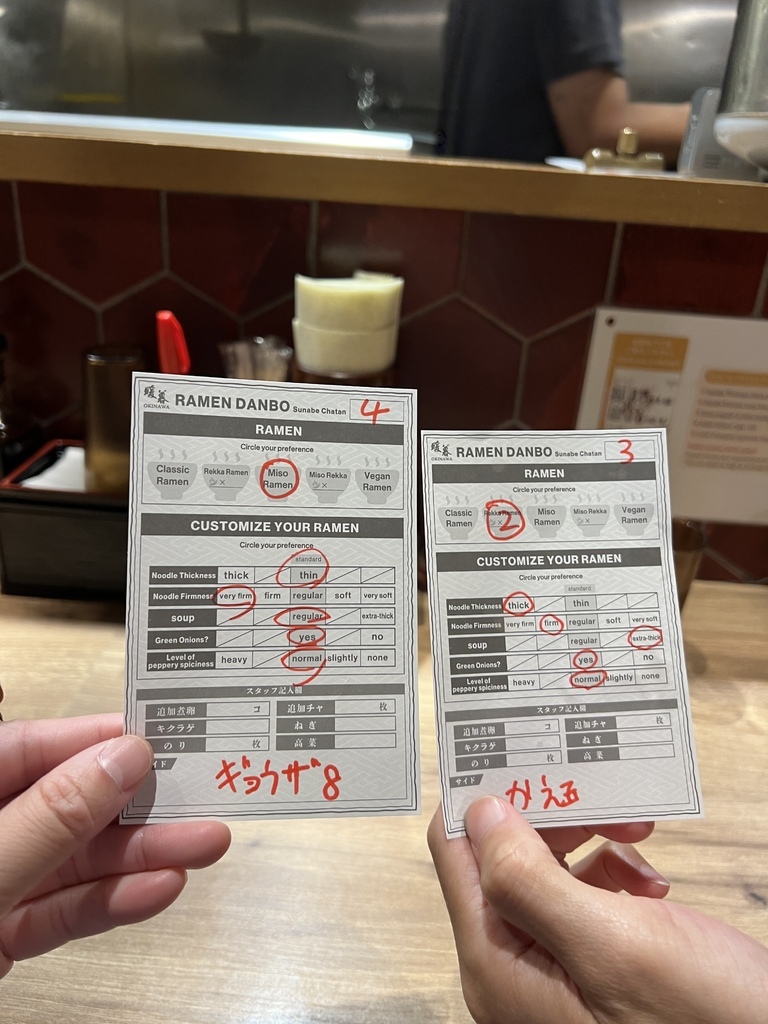 暖暮 OKINAWA RAMEN DANBO Sunabe Chatan 4
RAMEN
Circle your preference
Classic Ramen Rekka Ramen Miso Ramen Miso Rekka Vegan Ramen
CUSTOMIZE YOUR RAMEN
Circle your preference
standard
Noodle Thickness thick thin
Noodle Firmness very firm firm regular soft very soft
soup regular extra-thick
Green Onions? yes no
Level of peppery spiciness heavy normal slightly none
スタッフ記入欄
追加煮卵 コ 追加チャ 枚
キクラゲ ねぎ
のり 枚 高菜
イド
ギョウザ 8
暖暮 OKINAWA RAMEN DANBO Sunabe Chatan 3
RAMEN
Circle your preference
Classic Ramen Rekka Ramen 2 Miso Ramen Miso Rekka Vegan Ramen
CUSTOMIZE YOUR RAMEN
Circle your preference
standard
Noodle Thickness thick thin
Noodle Firmness very firm firm regular soft very soft
soup regular extra-thick
Green Onions? yes no
Level of peppery spiciness heavy normal slightly none
スタッフ記入欄
追加煮卵 コ 追加チャ 枚
キクラゲ ねぎ
のり 枚 高菜
サイド
かえ玉